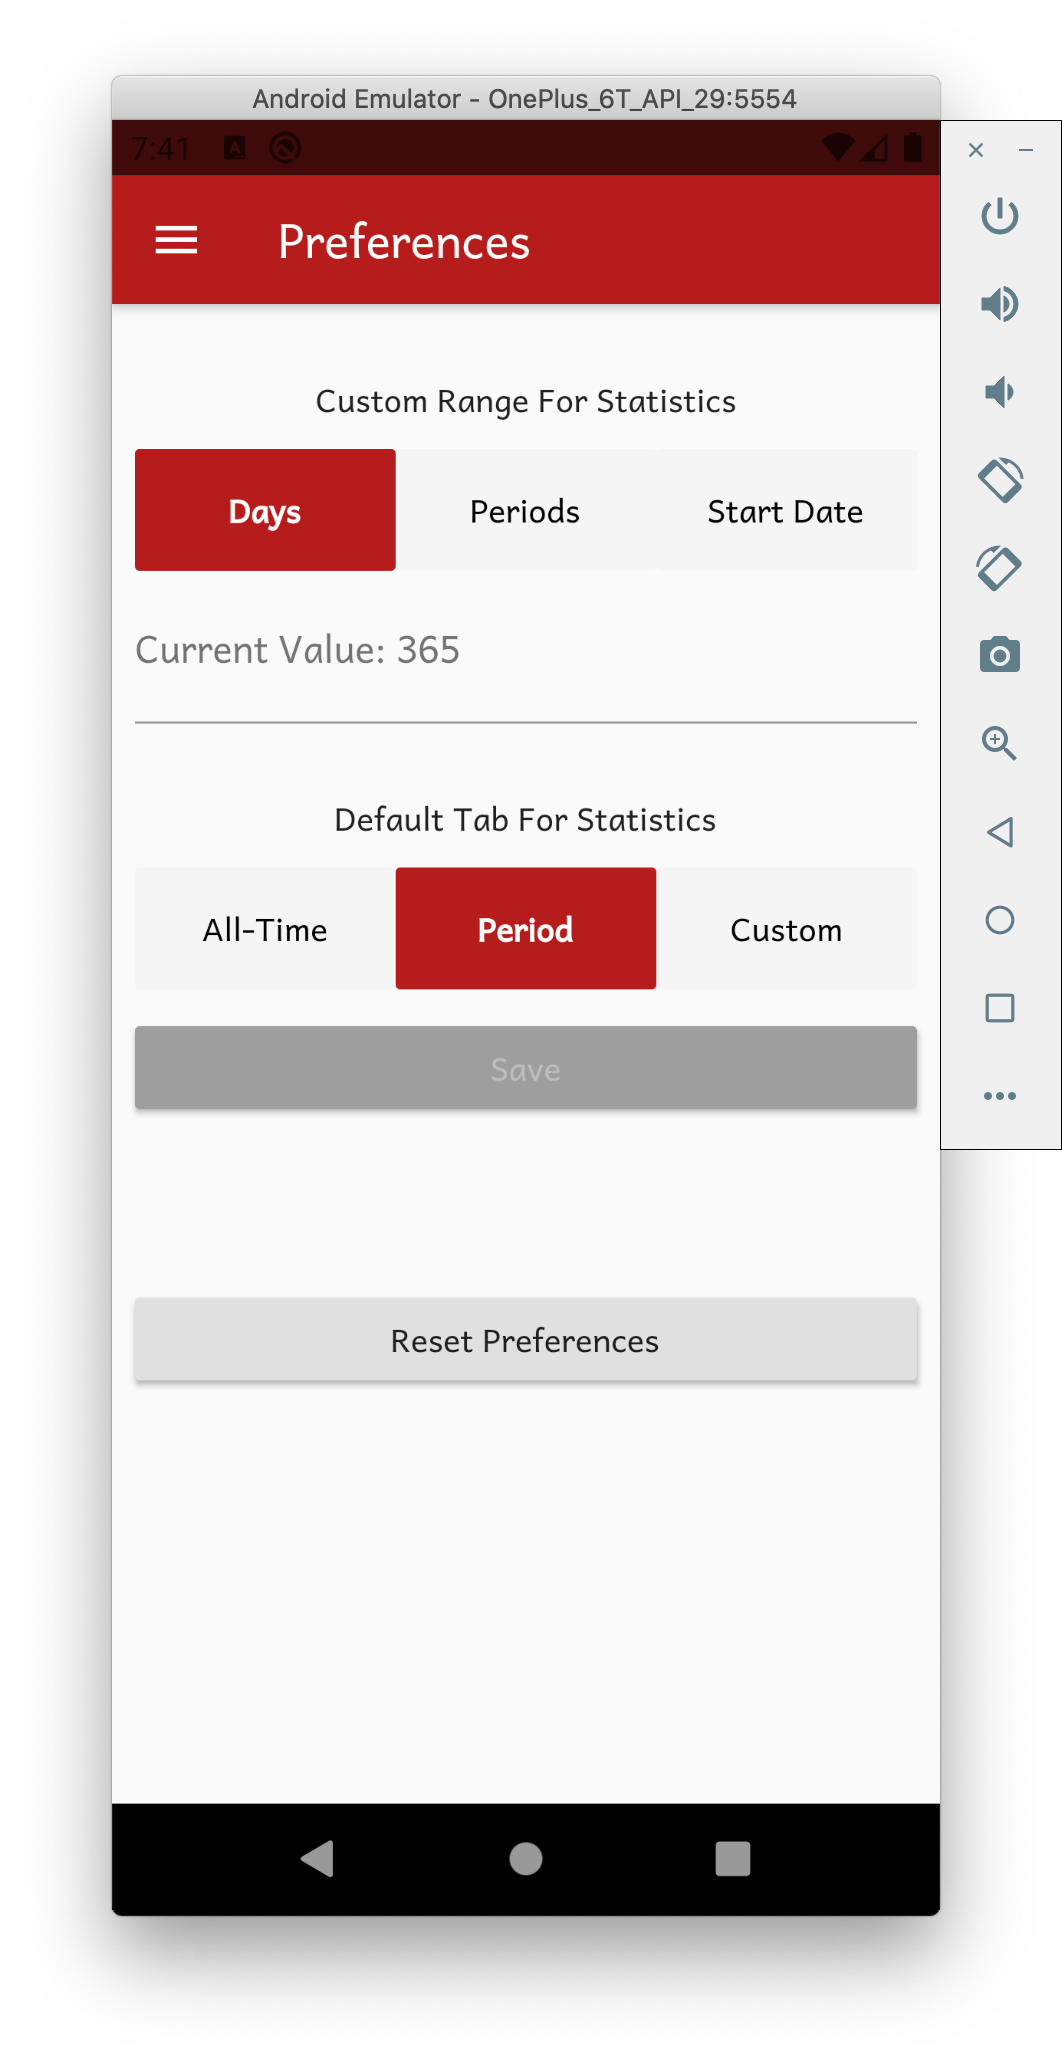 Android Emulator - OnePlus_6T_API_29:5554
7:41
A
Preferences
Custom Range For Statistics
Days
Periods
Start Date
Current Value: 365
Default Tab For Statistics
All-Time
Period
Custom
Save
Reset Preferences